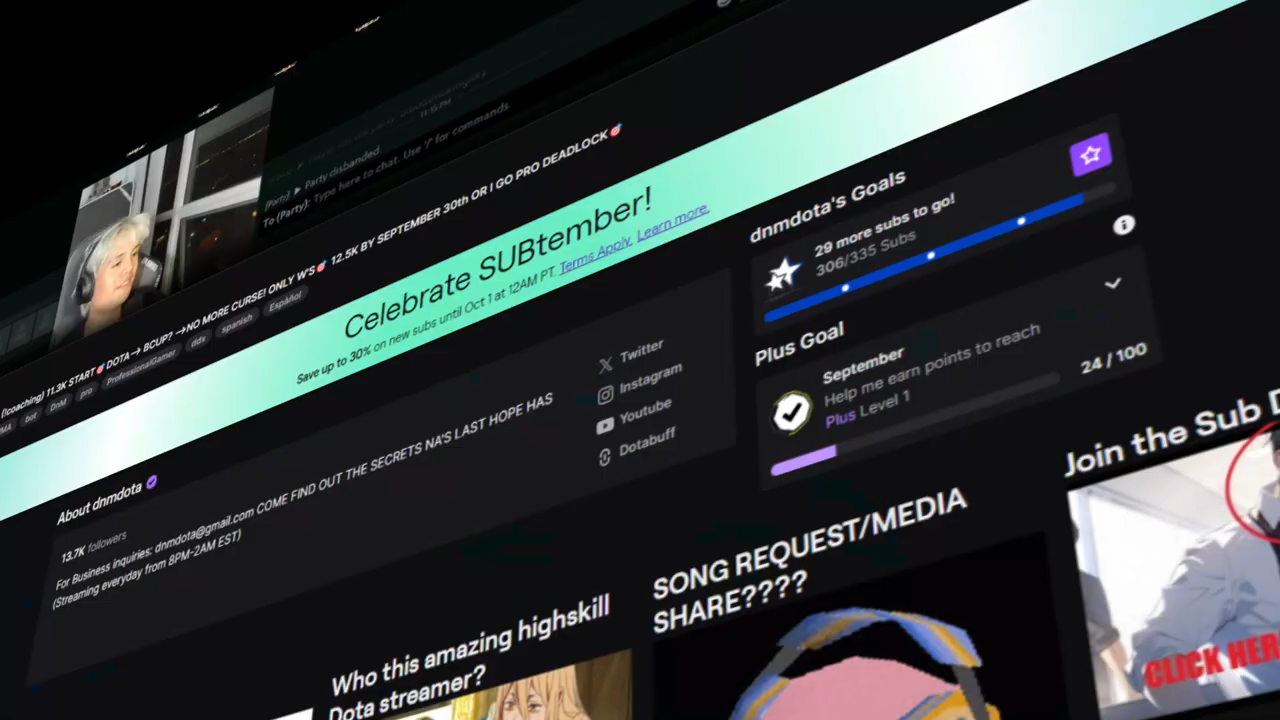 11:15 PM
(Party) ▶ Party disbanded.
To (Party): Type here to chat. Use '/' for commands.
(!coaching) 11.3K START🎯 DOTA -> BCUP? ->NO MORE CURSE! ONLY W'S🎯 12.5K BY SEPTEMBER 30th OR I GO PRO DEADLOCK🎯
bot DnM pro ProfessionalGamer ddx spanish Español
Celebrate SUBtember!
Save up to 30% on new subs until Oct 1 at 12AM PT. Terms Apply. Learn more.
About dnmdota
13.7K followers
For Business inquiries: dnmdota@gmail.com COME FIND OUT THE SECRETS NA'S LAST HOPE HAS
(Streaming everyday from 8PM-2AM EST)
Twitter
Instagram
Youtube
Dotabuff
dnmdota's Goals
29 more subs to go!
306/335 Subs
Plus Goal
September
Help me earn points to reach
Plus Level 1
24 / 100
Who this amazing highskill
Dota streamer?
SONG REQUEST/MEDIA
SHARE????
Join the Sub D
CLICK HER